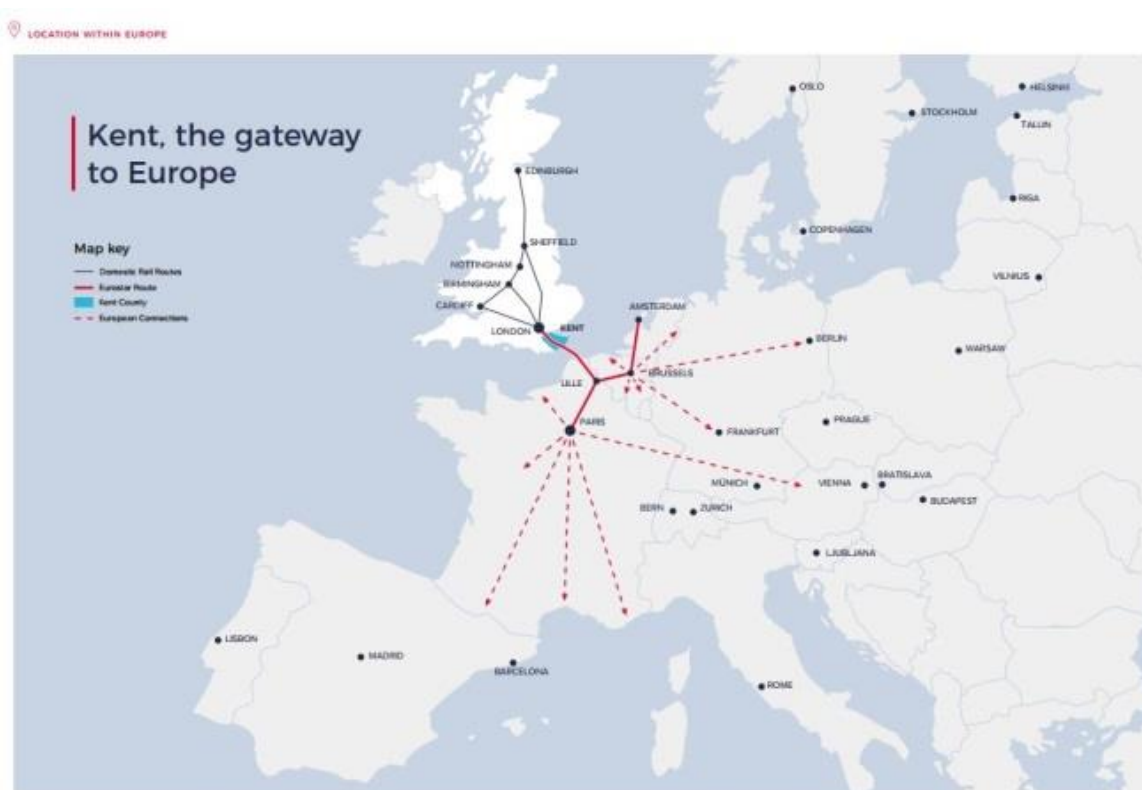 LOCATION WITHIN EUROPE
Kent, the gateway
to Europe
Map key
Domestic Rail Routes
Eurostar Route
Kent County
European Connections
OSLO
HELSINKI
STOCKHOLM
TALLIN
EDINBURGH
RIGA
COPENHAGEN
SHEFFIELD
NOTTINGHAM
VILNIUS
BIRMINGHAM
CARDIFF
AMSTERDAM
LONDON
KENT
BERLIN
WARSAW
BRUSSELS
LILLE
PARIS
PRAGUE
FRANKFURT
BRATISLAVA
MÜNICH
VIENNA
BUDAPEST
BERN
ZURICH
LJUBLJANA
LISBON
MADRID
BARCELONA
ROME